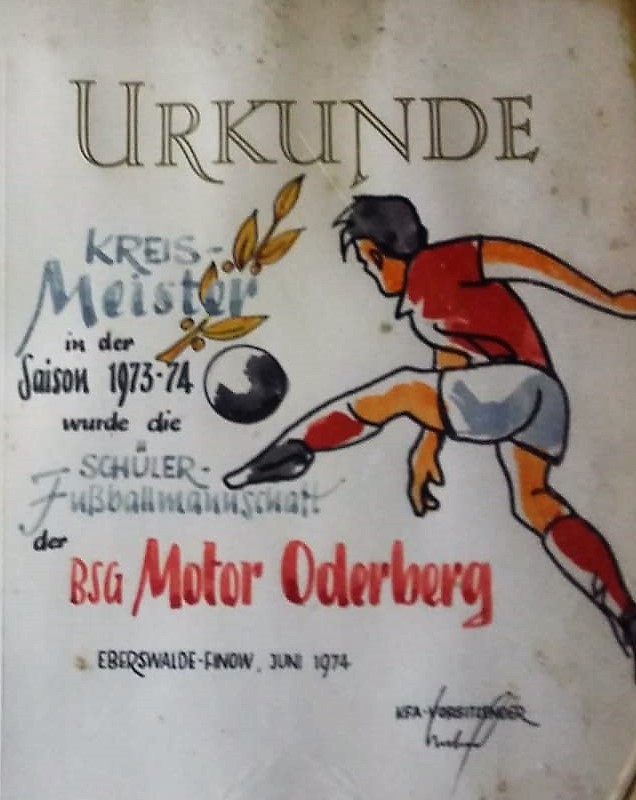 URKUNDE
KREIS-
Meister
in der
Saison 1973-74
wurde die
SCHÜLER-
Fußballmannschaft
der
BSG Motor Oderberg
EBERSWALDE-FINOW, JUNI 1974
KFA-VORSITZENDER